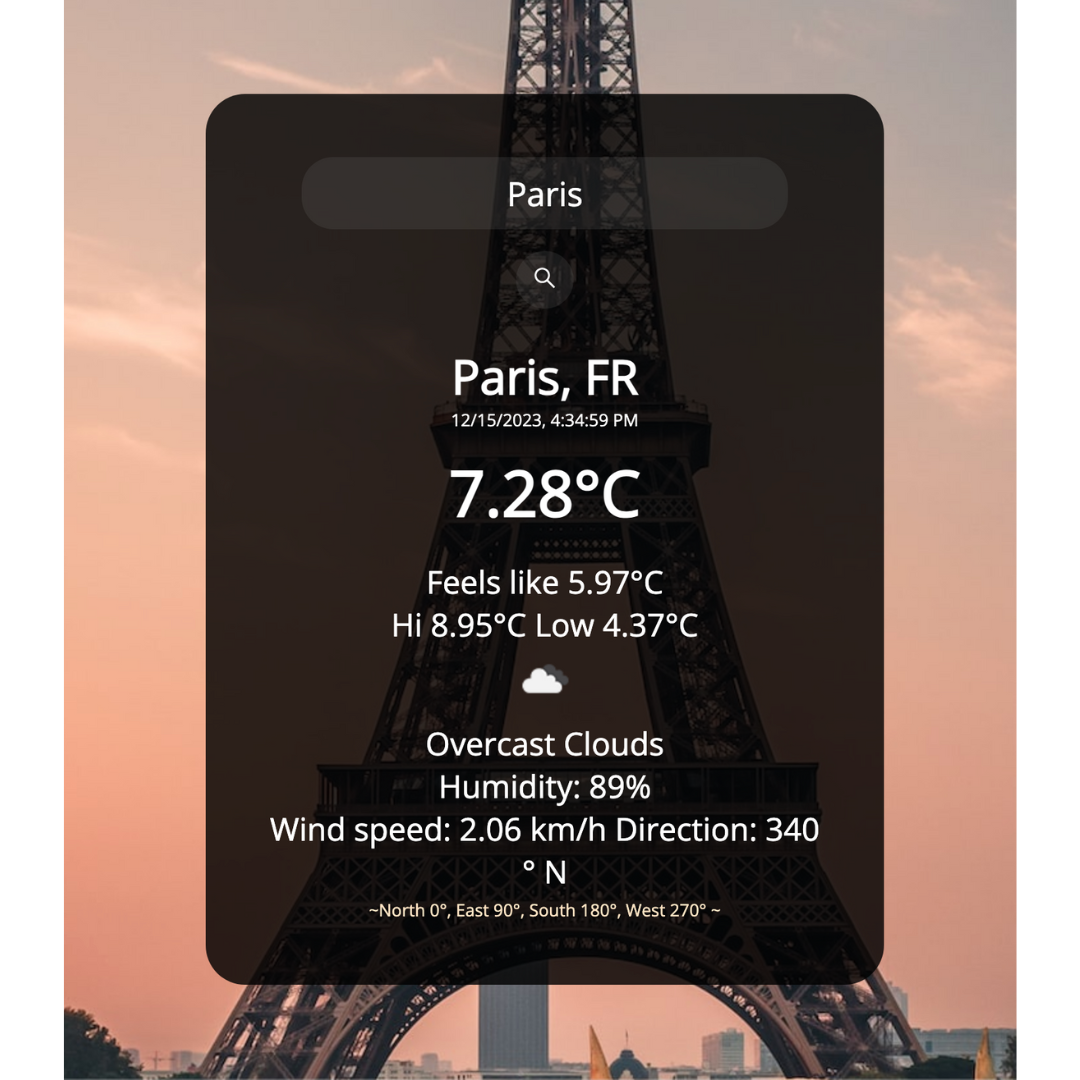 Paris
Paris, FR
12/15/2023, 4:34:59 PM
7.28°C
Feels like 5.97°C
Hi 8.95°C Low 4.37°C
Overcast Clouds
Humidity: 89%
Wind speed: 2.06 km/h Direction: 340
° N
~North 0°, East 90°, South 180°, West 270° ~